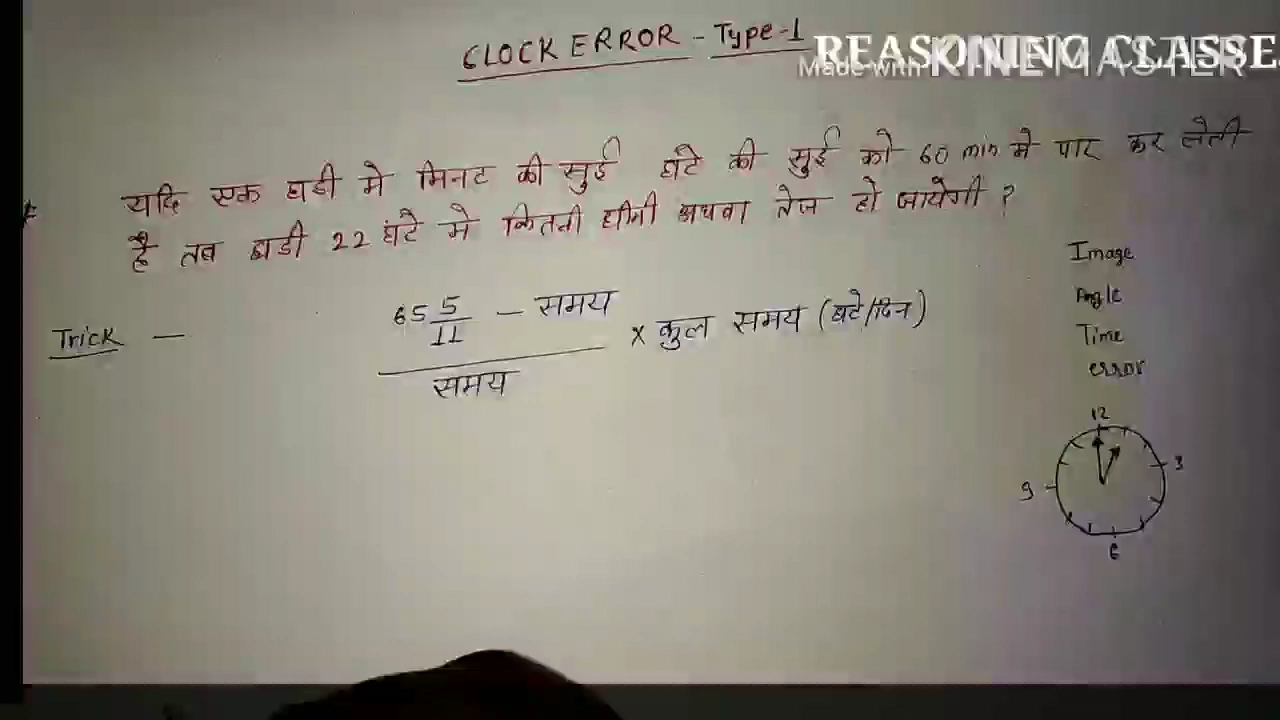 CLOCK ERROR - Type-1
REASONING CLASSE
Made with KINEMASTER
यदि एक घडी मे मिनट की सुई घंटे की सुई को 60 min मे पार कर लेती
है तब घडी 22 घंटे मे कितनी धीमी अथवा तेज हो जायेगी ?
Trick —
65 5/11 - समय
समय
x कुल समय (घंटे/दिन)
Image
Angle
Time
error
12
3
9
6